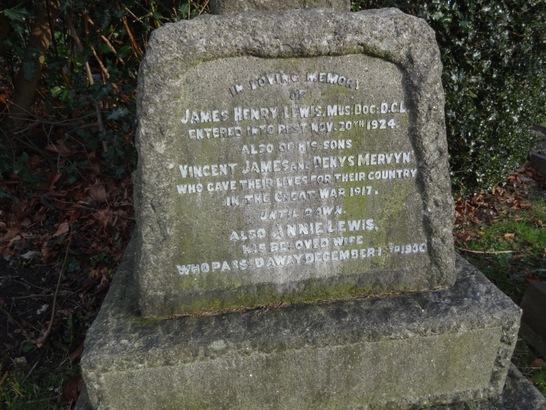 IN LOVING MEMORY
OF
JAMES HENRY LEWIS, MUS: DOC: D.C.L.
ENTERED INTO REST NOV. 20TH 1924.
ALSO OF HIS SONS
VINCENT JAMES AND DENYS MERVYN
WHO GAVE THEIR LIVES FOR THEIR COUNTRY
IN THE GREAT WAR 1917.
UNTIL DAWN
ALSO ANNIE LEWIS,
HIS BELOVED WIFE
WHO PASSED AWAY DECEMBER